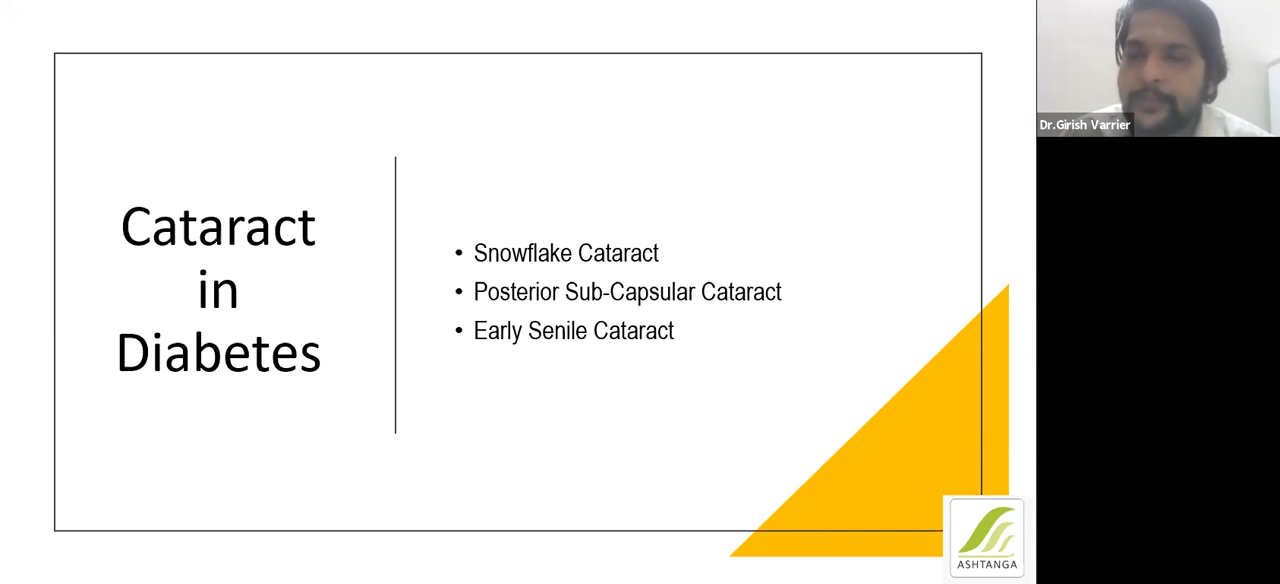 Cataract
in
Diabetes
• Snowflake Cataract
• Posterior Sub-Capsular Cataract
• Early Senile Cataract
Dr.Girish Varrier
ASHTANGA